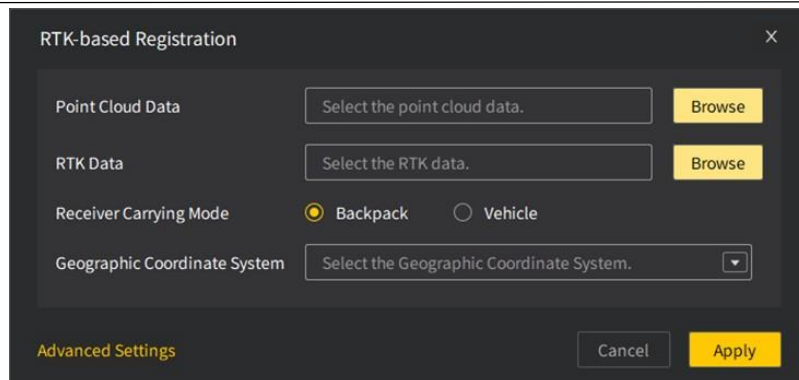 RTK-based Registration X
Point Cloud Data Select the point cloud data. Browse
RTK Data Select the RTK data. Browse
Receiver Carrying Mode Backpack Vehicle
Geographic Coordinate System Select the Geographic Coordinate System.
Advanced Settings Cancel Apply